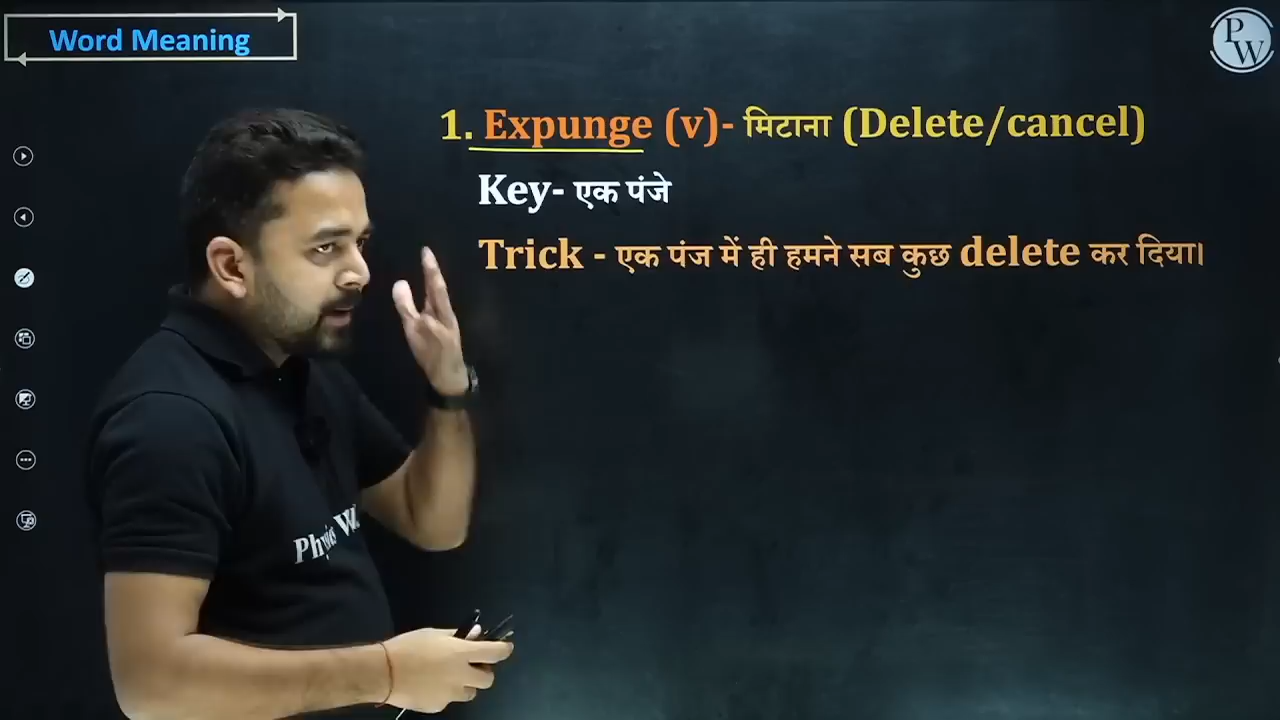 Word Meaning
PW
1. Expunge (v)- मिटाना (Delete/cancel)
Key- एक पंजे
Trick - एक पंज में ही हमने सब कुछ delete कर दिया।